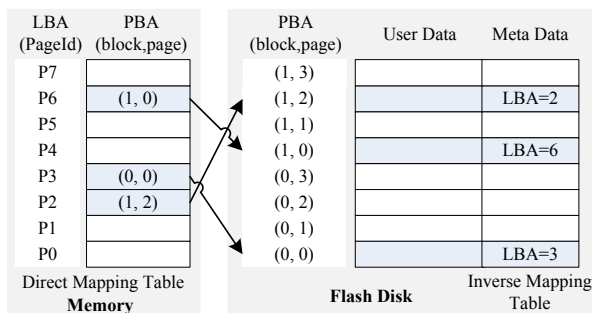 LBA PBA
(PageId) (block,page)
P7
P6 (1, 0)
P5
P4
P3 (0, 0)
P2 (1, 2)
P1
P0
Direct Mapping Table
Memory
PBA User Data Meta Data
(block,page)
(1, 3)
(1, 2) LBA=2
(1, 1)
(1, 0) LBA=6
(0, 3)
(0, 2)
(0, 1)
(0, 0) LBA=3
Flash Disk
Inverse Mapping
Table